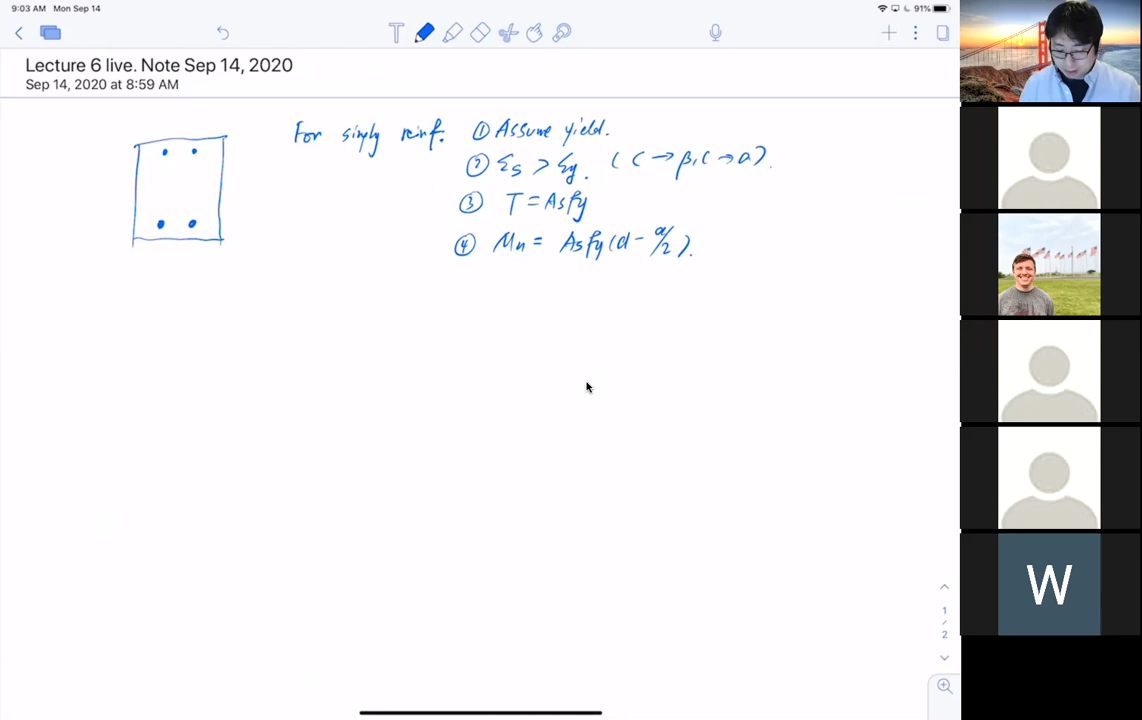 9:03 AM Mon Sep 14
91%
Lecture 6 live. Note Sep 14, 2020
Sep 14, 2020 at 8:59 AM
For singly reinf. ① Assume yield.
② εs > εy. ( C → β1C → a).
③ T = Asfy
④ Mn = Asfy(d - a/2).
1
/
2
W